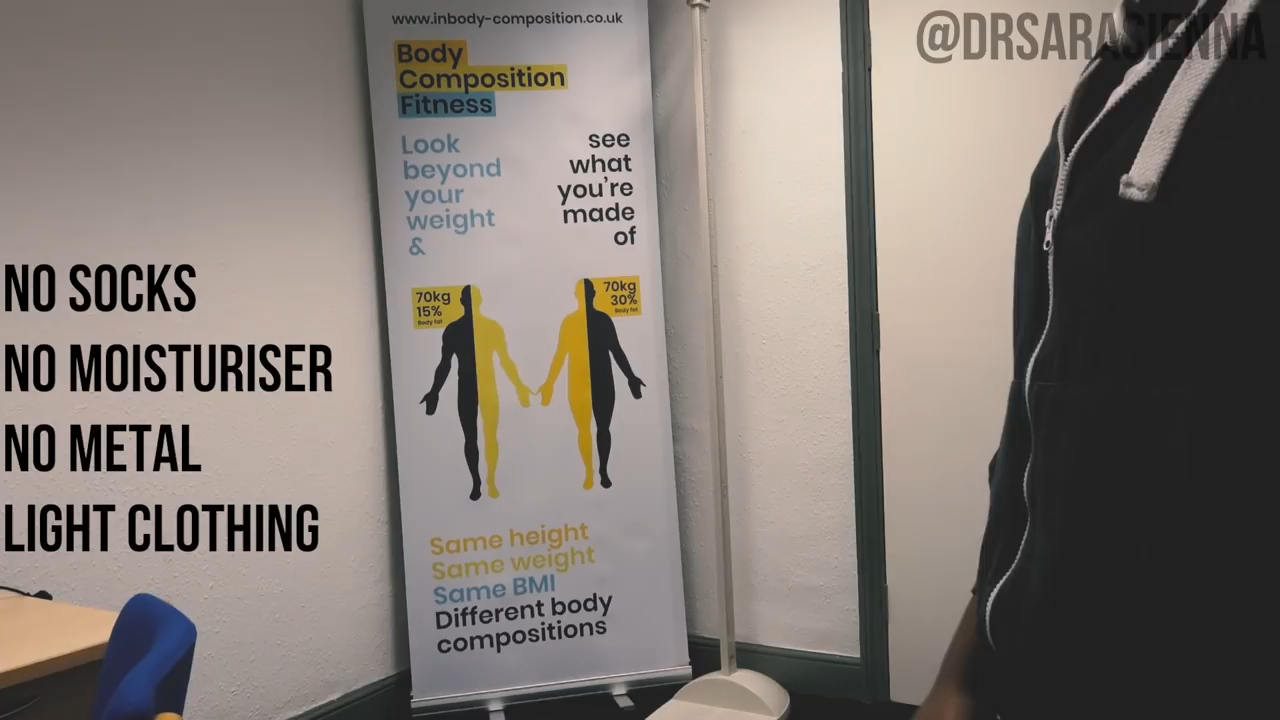 www.inbody-composition.co.uk
@DRSARASIENNA
Body
Composition
Fitness
Look
beyond
your
weight
&
see
what
you're
made
of
NO SOCKS
NO MOISTURISER
NO METAL
LIGHT CLOTHING
70kg
15%
Body fat
70kg
30%
Body fat
Same height
Same weight
Same BMI
Different body
compositions